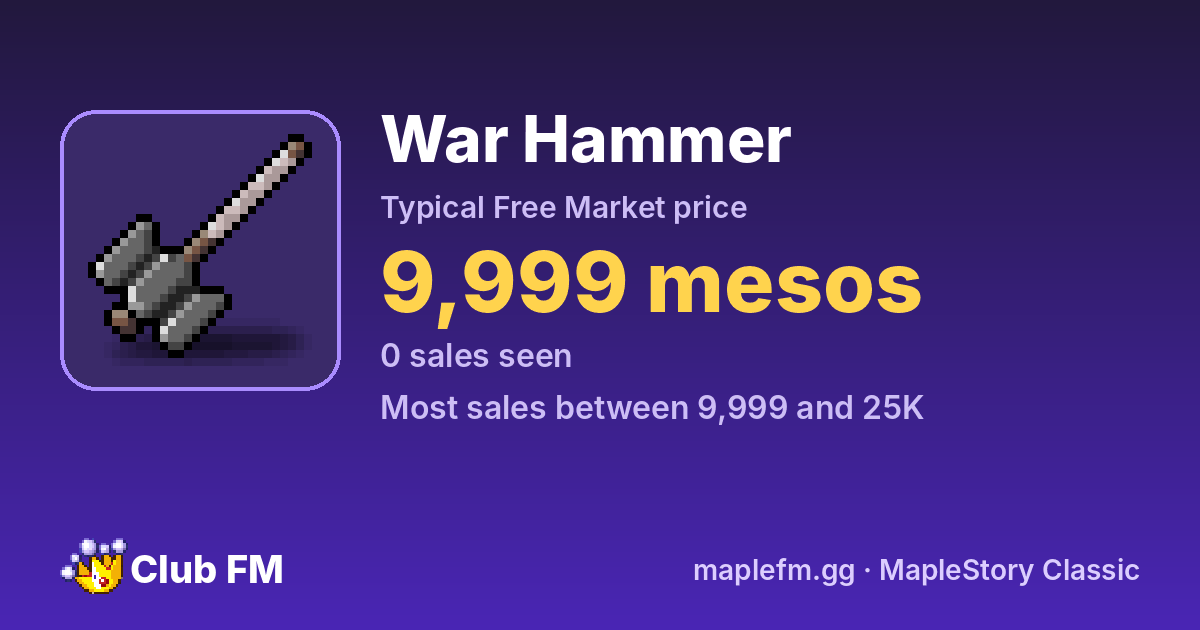 War Hammer
Typical Free Market price
9,999 mesos
0 sales seen
Most sales between 9,999 and 25K
Club FM
maplefm.gg · MapleStory Classic